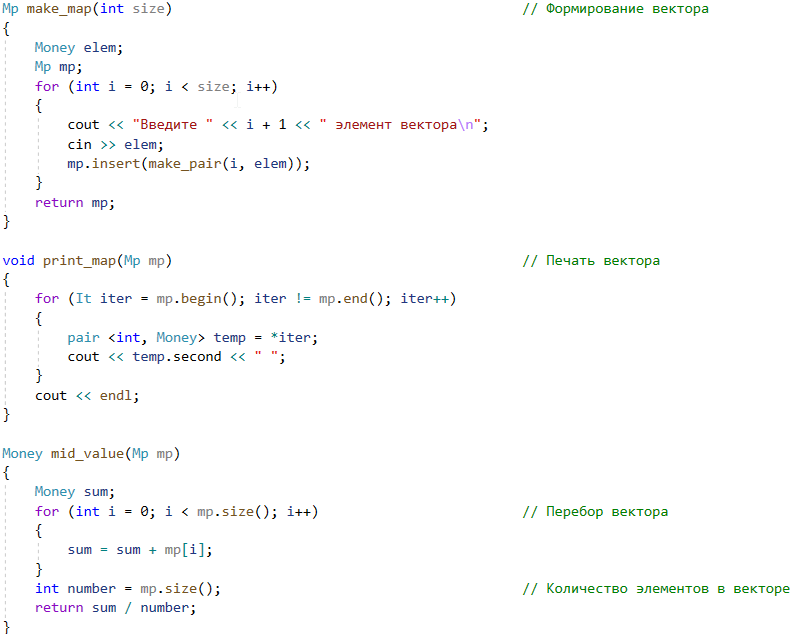 Mp make_map(int size) // Формирование вектора
{
Money elem;
Mp mp;
for (int i = 0; i < size; i++)
{
cout << "Введите " << i + 1 << " элемент вектора\n";
cin >> elem;
mp.insert(make_pair(i, elem));
}
return mp;
}
void print_map(Mp mp) // Печать вектора
{
for (It iter = mp.begin(); iter != mp.end(); iter++)
{
pair <int, Money> temp = *iter;
cout << temp.second << " ";
}
cout << endl;
}
Money mid_value(Mp mp)
{
Money sum;
for (int i = 0; i < mp.size(); i++) // Перебор вектора
{
sum = sum + mp[i];
}
int number = mp.size(); // Количество элементов в векторе
return sum / number;
}